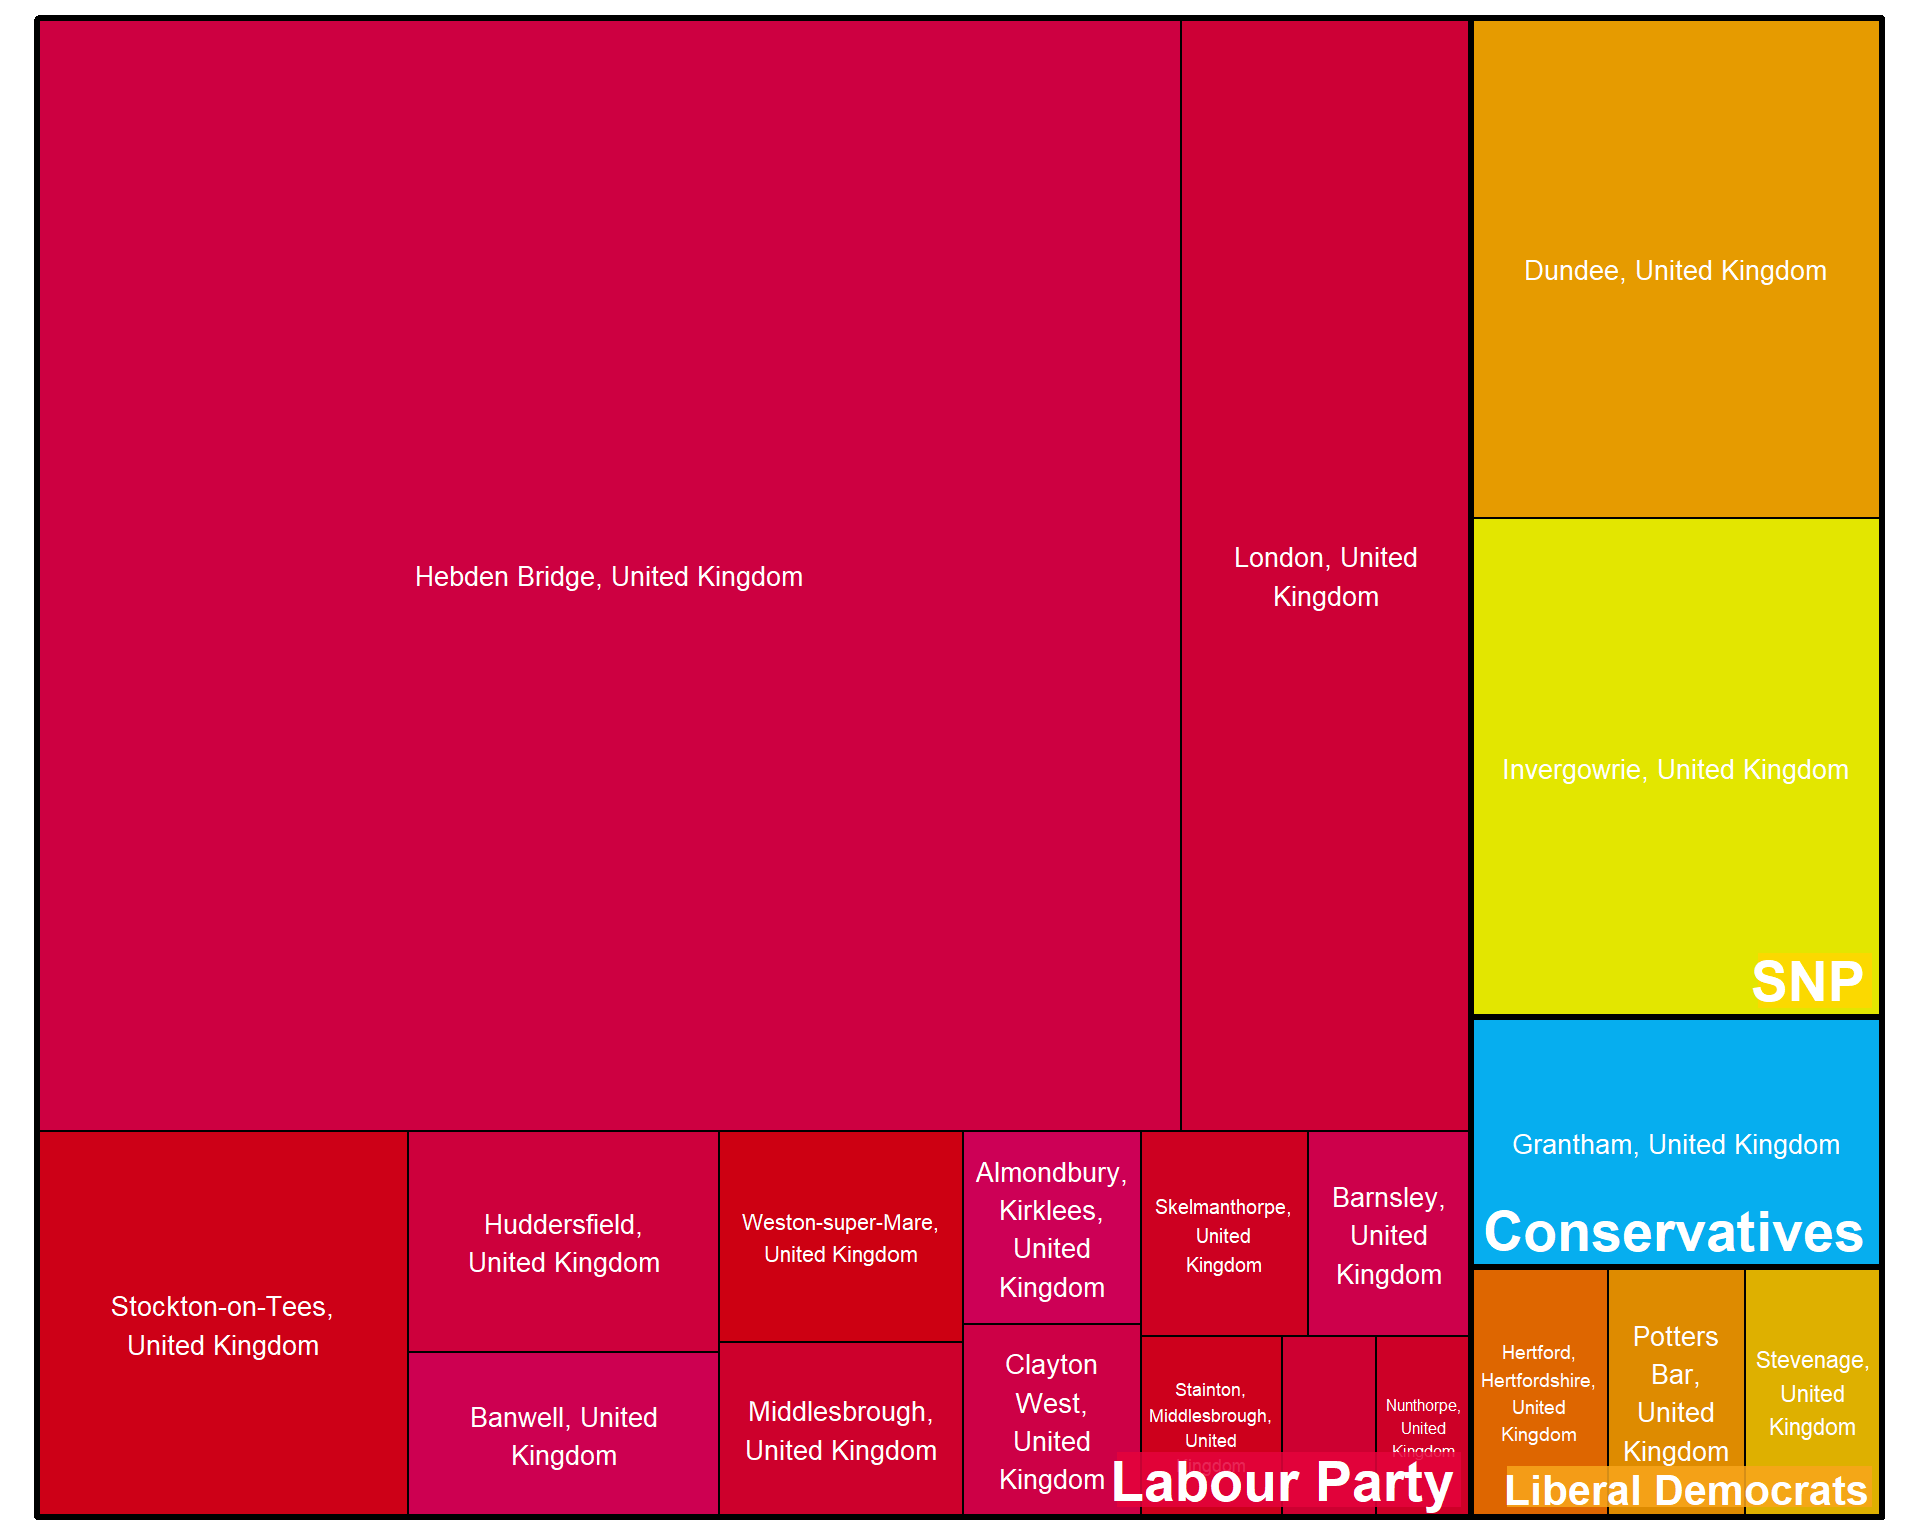 Hebden Bridge, United Kingdom
London, United
Kingdom
Dundee, United Kingdom
Invergowrie, United Kingdom
SNP
Grantham, United Kingdom
Conservatives
Stockton-on-Tees,
United Kingdom
Huddersfield,
United Kingdom
Banwell, United
Kingdom
Weston-super-Mare,
United Kingdom
Middlesbrough,
United Kingdom
Almondbury,
Kirklees,
United
Kingdom
Clayton
West,
United
Kingdom
Skelmanthorpe,
United
Kingdom
Barnsley,
United
Kingdom
Stainton,
Middlesbrough,
United
Kingdom
Nunthorpe,
United
Kingdom
Labour Party
Hertford,
Hertfordshire,
United
Kingdom
Potters
Bar,
United
Kingdom
Stevenage,
United
Kingdom
Liberal Democrats